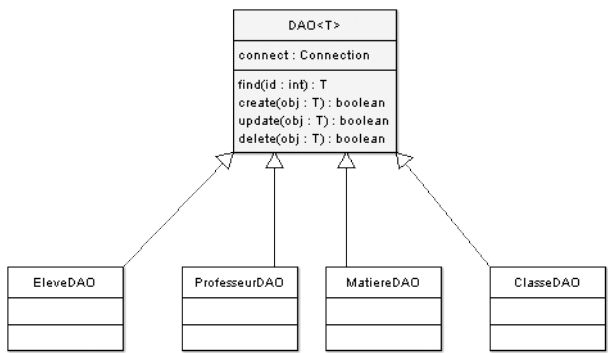 DAO<T>
connect : Connection
find(id : int) : T
create(obj : T) : boolean
update(obj : T) : boolean
delete(obj : T) : boolean
EleveDAO
ProfesseurDAO
MatiereDAO
ClasseDAO